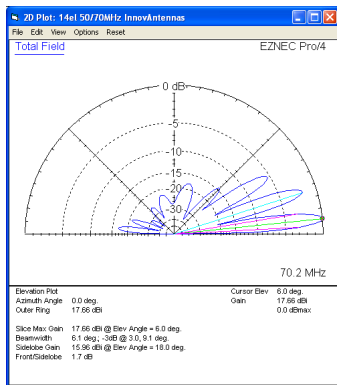 2D Plot: 14el 50/70MHz InnovAntennas
File Edit View Options Reset
Total Field EZNEC Pro/4
0 dB
-5
-10
-15
-20
-30
70.2 MHz
Elevation Plot Cursor Elev 6.0 deg.
Azimuth Angle 0.0 deg. Gain 17.66 dBi
Outer Ring 17.66 dBi 0.0 dBmax
Slice Max Gain 17.66 dBi @ Elev Angle = 6.0 deg.
Beamwidth 6.1 deg.; -3dB @ 3.0, 9.1 deg.
Sidelobe Gain 15.96 dBi @ Elev Angle = 18.0 deg.
Front/Sidelobe 1.7 dB